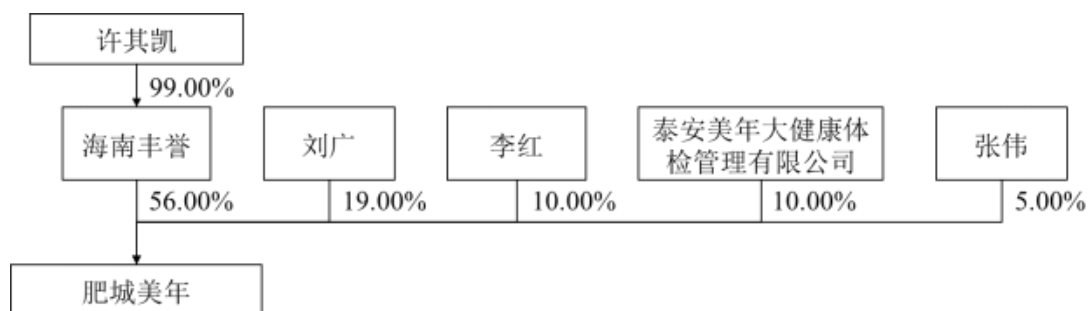 许其凯
99.00%
海南丰誉
刘广
李红
泰安美年大健康体
检管理有限公司
张伟
56.00%
19.00%
10.00%
10.00%
5.00%
肥城美年